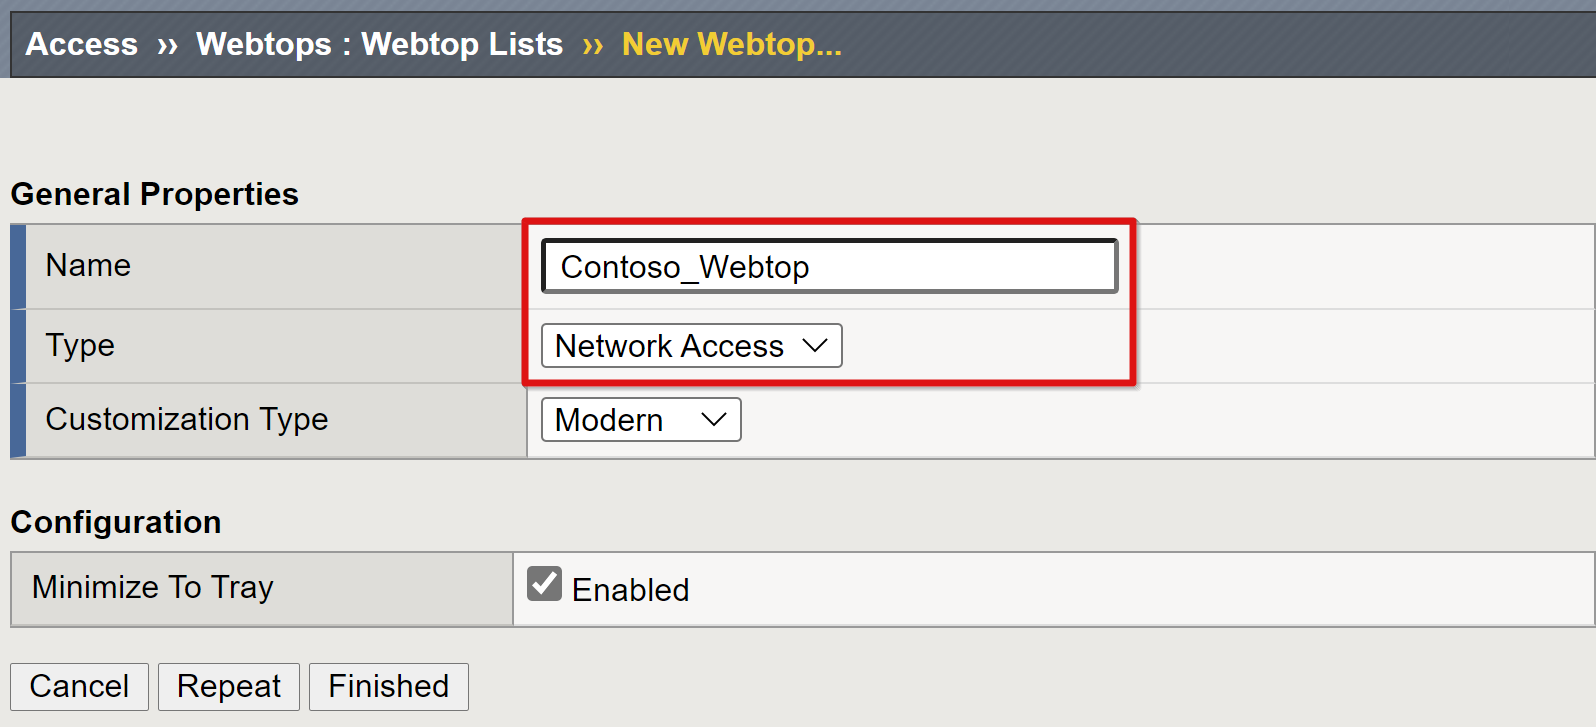 Access ›› Webtops : Webtop Lists ›› New Webtop...
General Properties
Name Contoso_Webtop
Type Network Access
Customization Type Modern
Configuration
Minimize To Tray Enabled
Cancel Repeat Finished